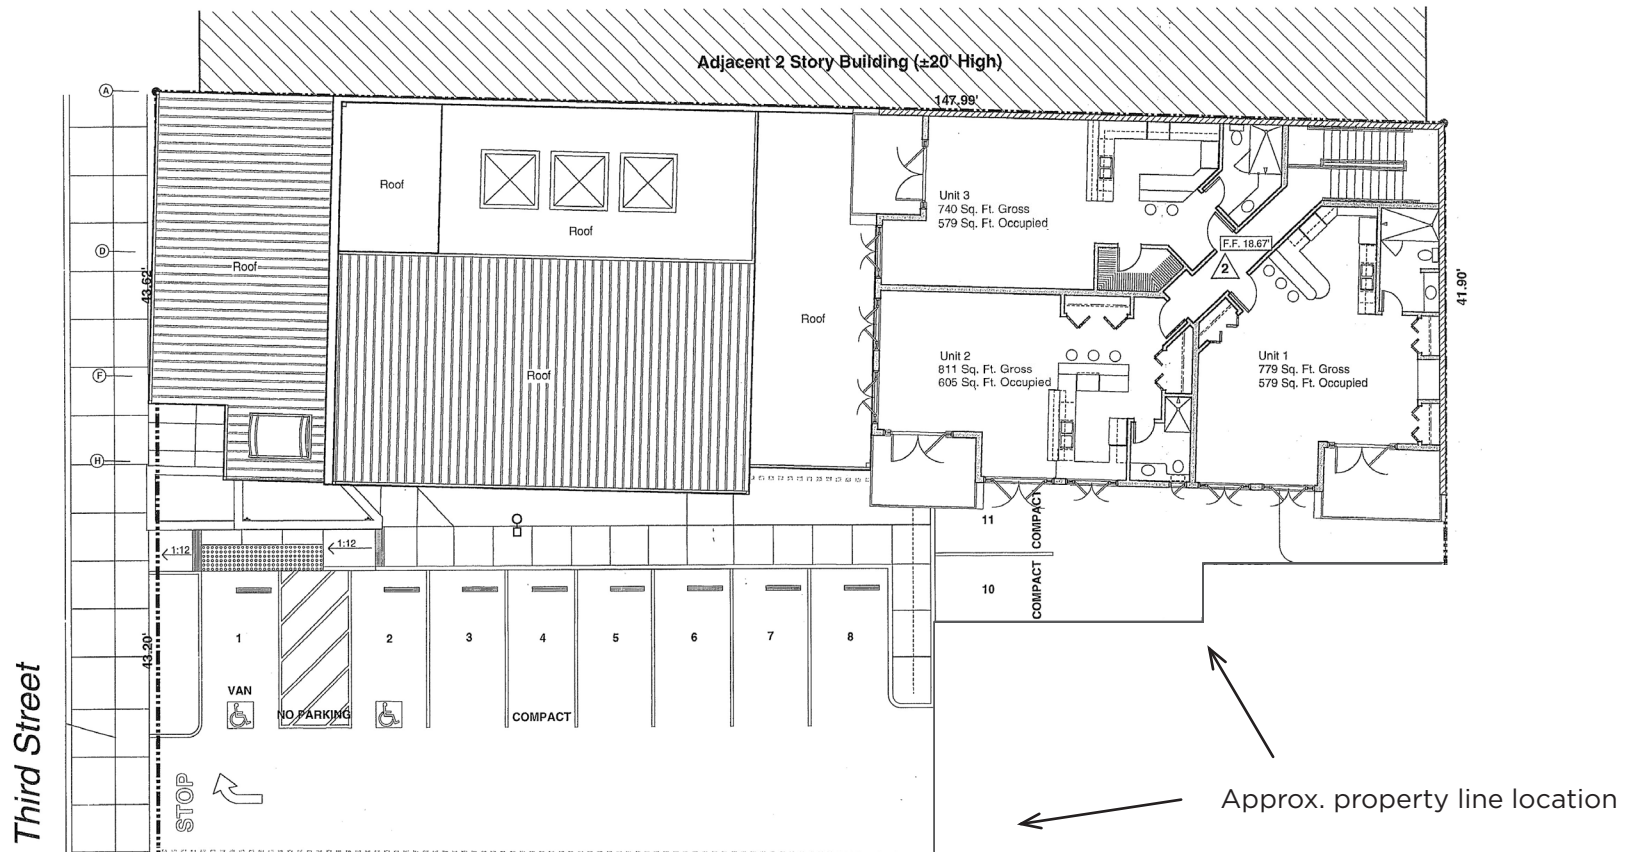 Adjacent 2 Story Building (±20' High)
147.99'
A
D
F
H
43.62'
43.20'
41.90'
Roof
Roof
Roof
Roof
Roof
Unit 3
740 Sq. Ft. Gross
579 Sq. Ft. Occupied
F.F. 18.67'
2
Unit 2
811 Sq. Ft. Gross
605 Sq. Ft. Occupied
Unit 1
779 Sq. Ft. Gross
579 Sq. Ft. Occupied
11
COMPACT
10
COMPACT
1:12
1:12
1
2
3
4
5
6
7
8
VAN
NO PARKING
COMPACT
STOP
Third Street
Approx. property line location